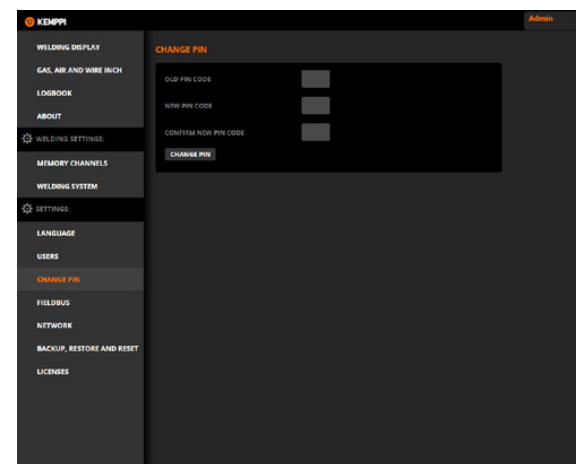 KEMPPI
Admin
WELDING DISPLAY
GAS, AIR AND WIRE INCH
LOGBOOK
ABOUT
WELDING SETTINGS:
MEMORY CHANNELS
WELDING SYSTEM
SETTINGS:
LANGUAGE
USERS
CHANGE PIN
FIELDBUS
NETWORK
BACKUP, RESTORE AND RESET
LICENSES
CHANGE PIN
OLD PIN CODE
NEW PIN CODE
CONFIRM NEW PIN CODE
CHANGE PIN